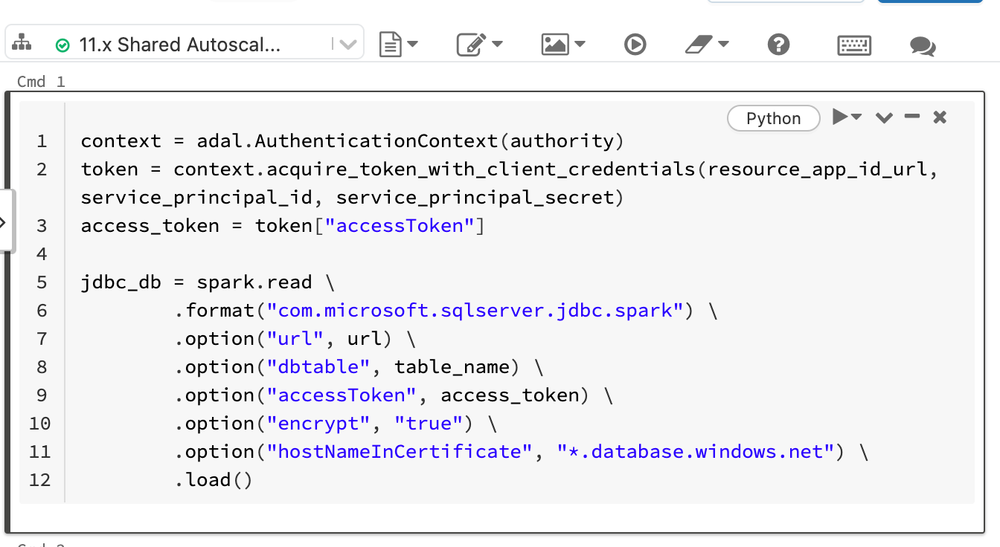 11.x Shared Autoscal...
Cmd 1
Python
1 context = adal.AuthenticationContext(authority)
2 token = context.acquire_token_with_client_credentials(resource_app_id_url,
service_principal_id, service_principal_secret)
3 access_token = token["accessToken"]
4
5 jdbc_db = spark.read \
6 .format("com.microsoft.sqlserver.jdbc.spark") \
7 .option("url", url) \
8 .option("dbtable", table_name) \
9 .option("accessToken", access_token) \
10 .option("encrypt", "true") \
11 .option("hostNameInCertificate", "*.database.windows.net") \
12 .load()